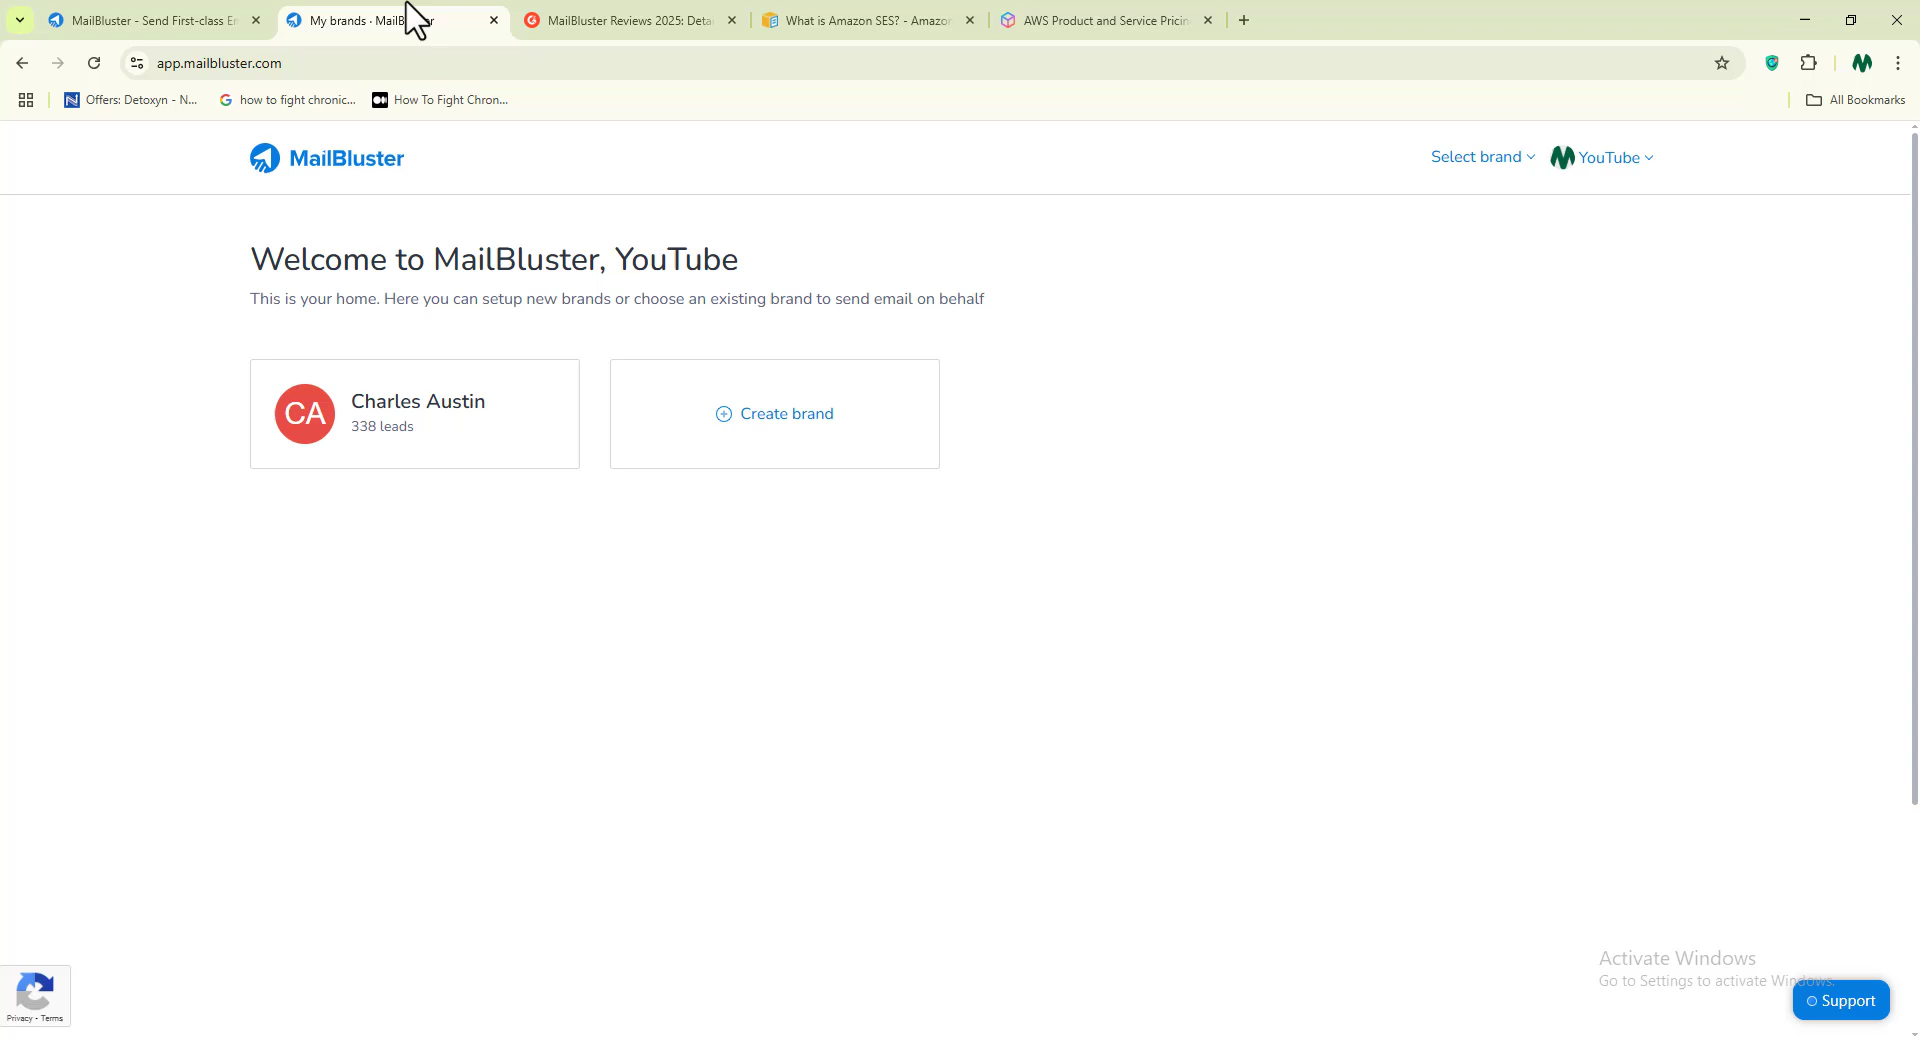 MailBluster - Send First-class E
My brands · MailB
MailBluster Reviews 2025: Deta
What is Amazon SES? - Amazon
AWS Product and Service Pricin
app.mailbluster.com
Offers: Detoxyn - N...
how to fight chronic...
How To Fight Chron...
All Bookmarks
MailBluster
Select brand
YouTube
Welcome to MailBluster, YouTube
This is your home. Here you can setup new brands or choose an existing brand to send email on behalf
CA
Charles Austin
338 leads
Create brand
Activate Windows
Go to Settings to activate Windows.
Support
Privacy - Terms